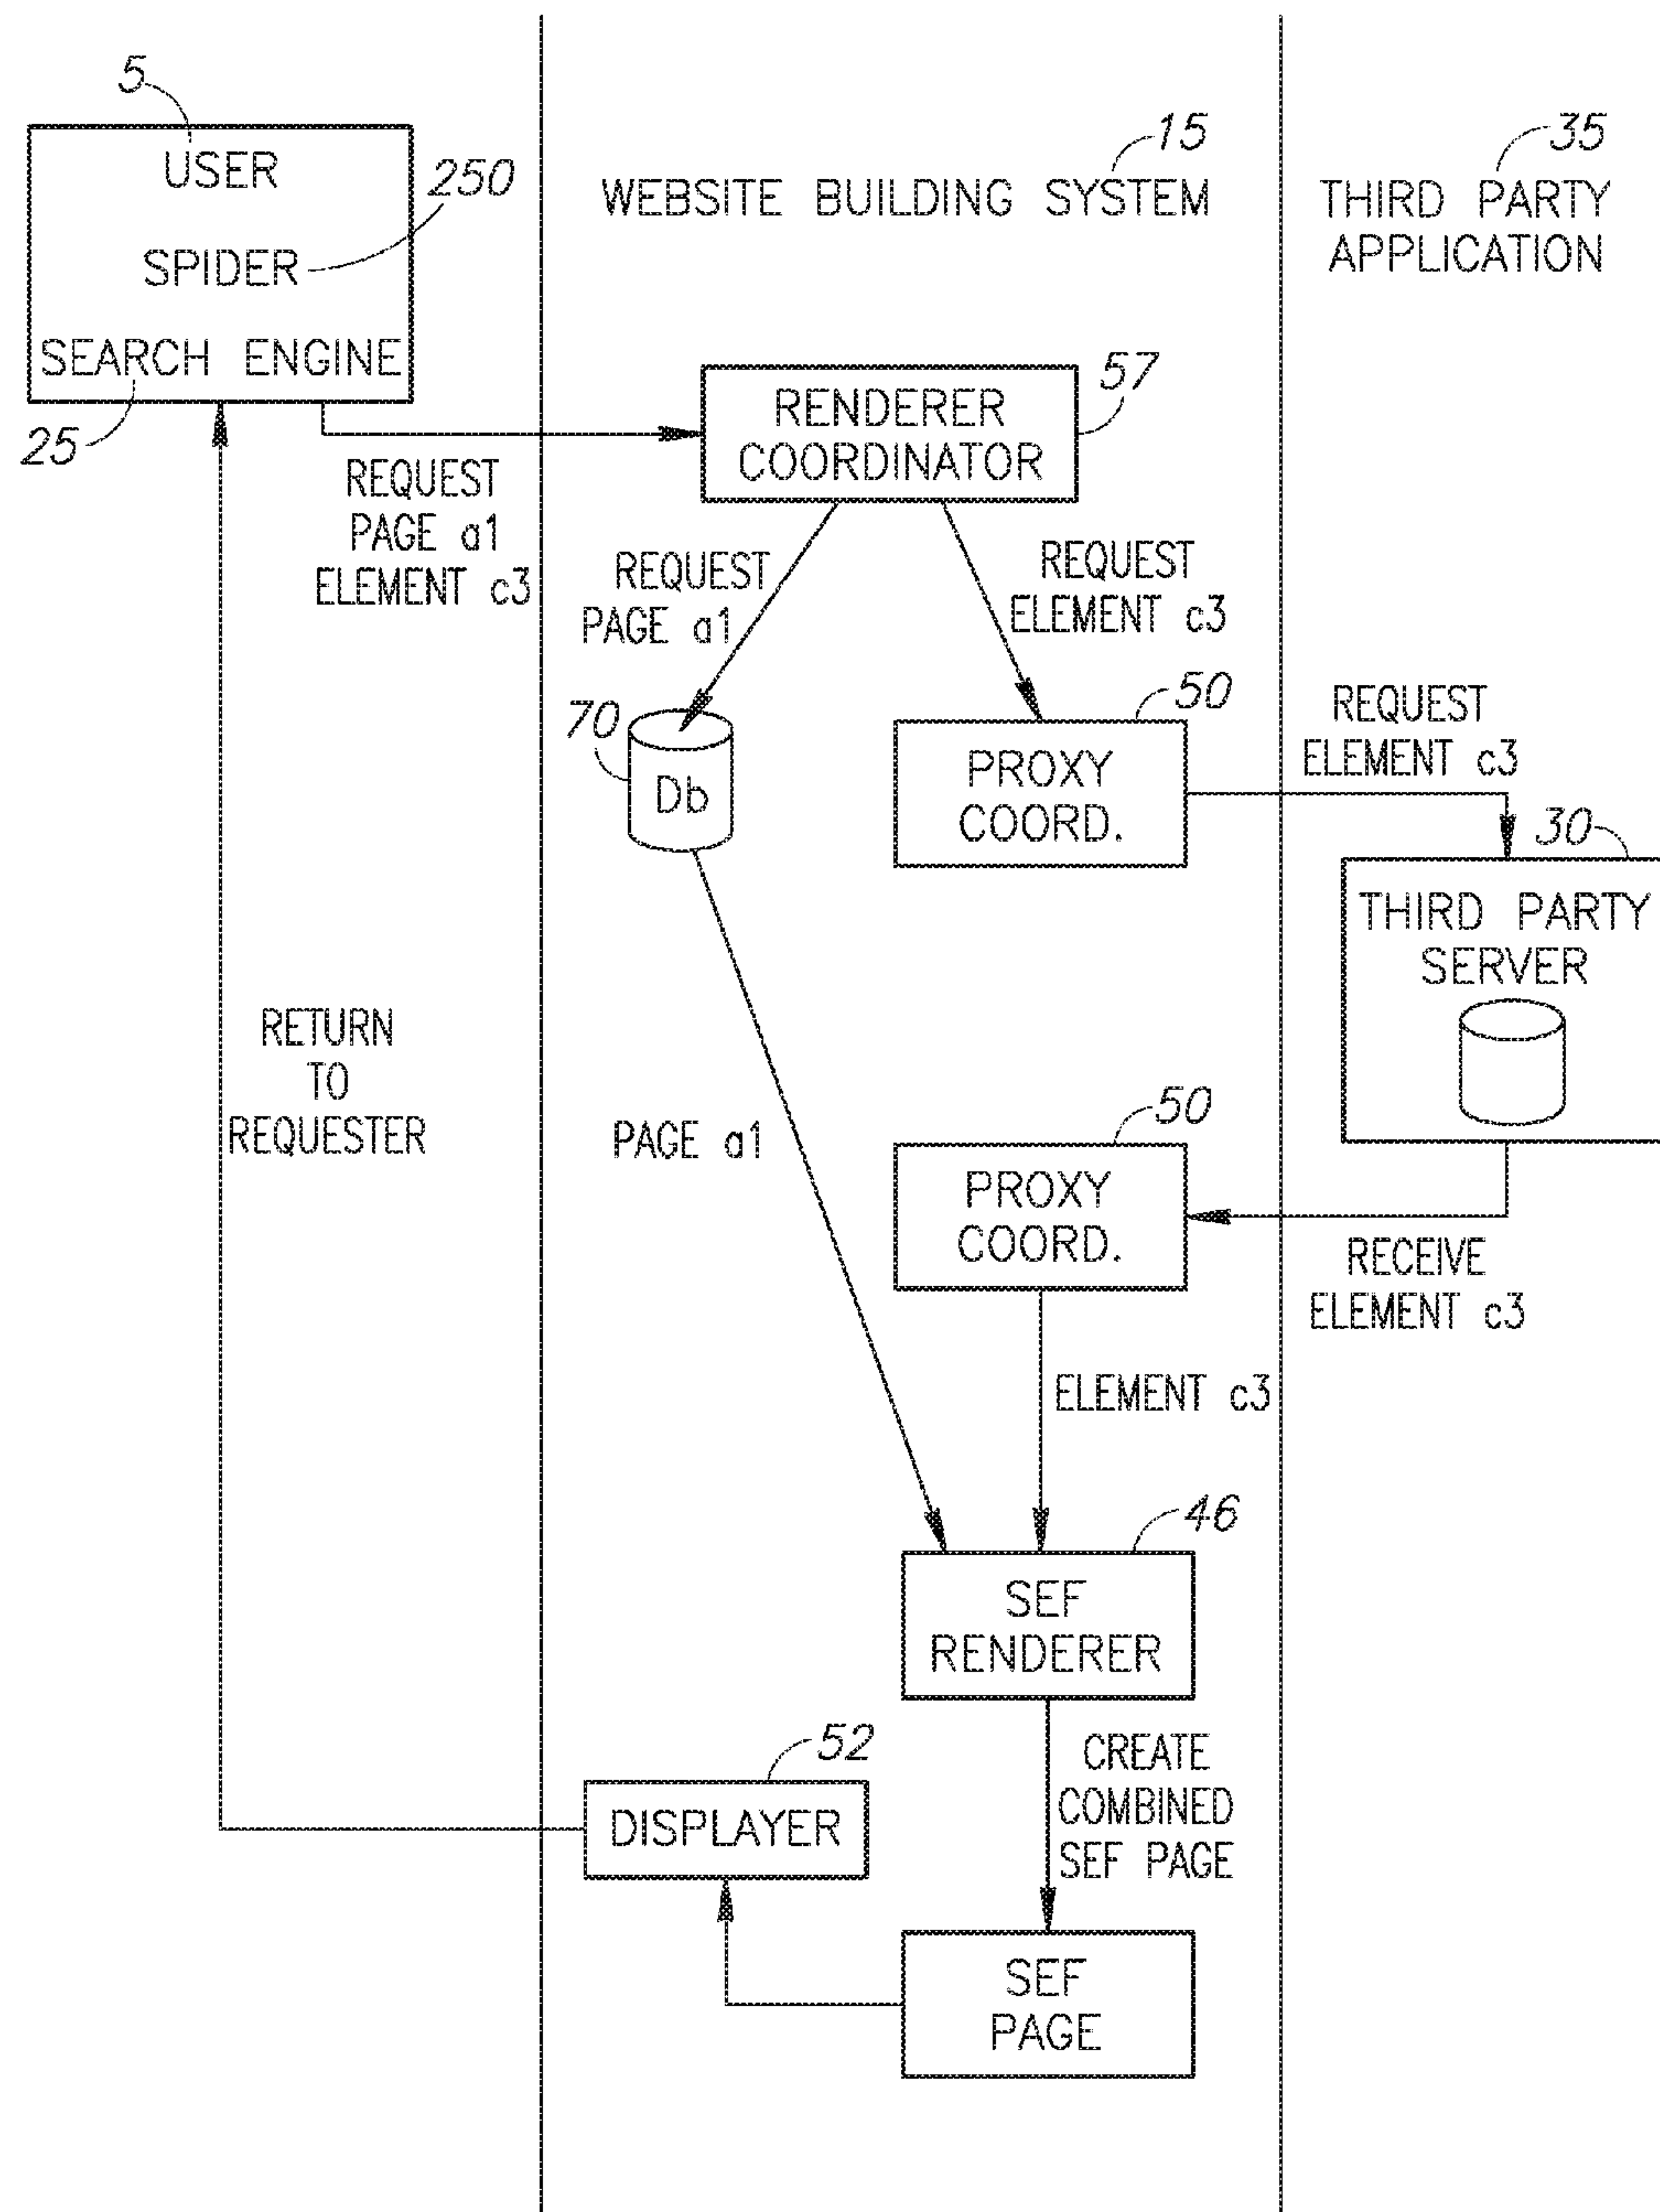 5
USER
250
SPIDER
SEARCH ENGINE
25
15
WEBSITE BUILDING SYSTEM
35
THIRD PARTY
APPLICATION
57
RENDERER
COORDINATOR
REQUEST
PAGE a1
ELEMENT c3
REQUEST
PAGE a1
REQUEST
ELEMENT c3
70
Db
50
PROXY
COORD.
REQUEST
ELEMENT c3
30
THIRD PARTY
SERVER
RETURN
TO
REQUESTER
PAGE a1
50
PROXY
COORD.
RECEIVE
ELEMENT c3
ELEMENT c3
46
SEF
RENDERER
CREATE
COMBINED
SEF PAGE
52
DISPLAYER
SEF
PAGE